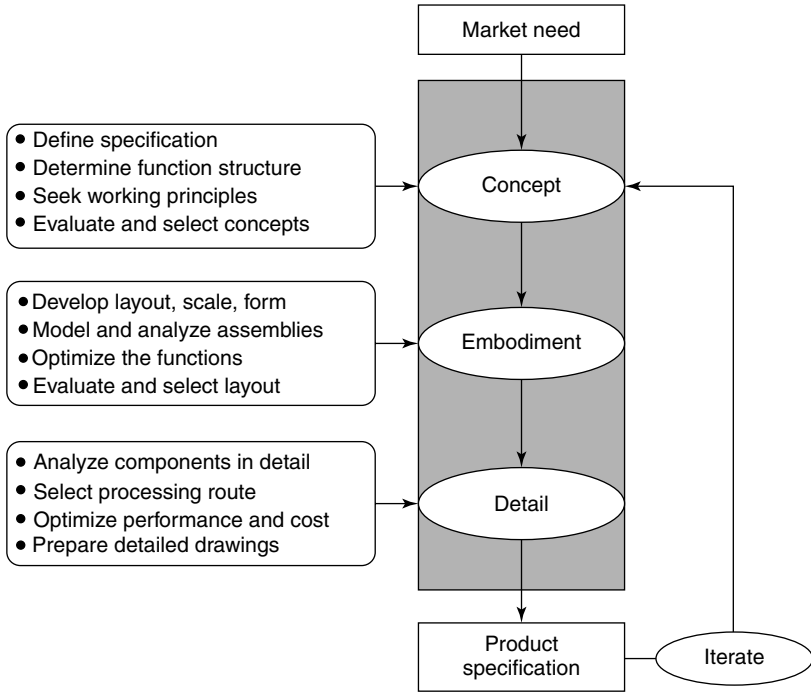 Market need
• Define specification
• Determine function structure
• Seek working principles
• Evaluate and select concepts
Concept
• Develop layout, scale, form
• Model and analyze assemblies
• Optimize the functions
• Evaluate and select layout
Embodiment
• Analyze components in detail
• Select processing route
• Optimize performance and cost
• Prepare detailed drawings
Detail
Product
specification
Iterate